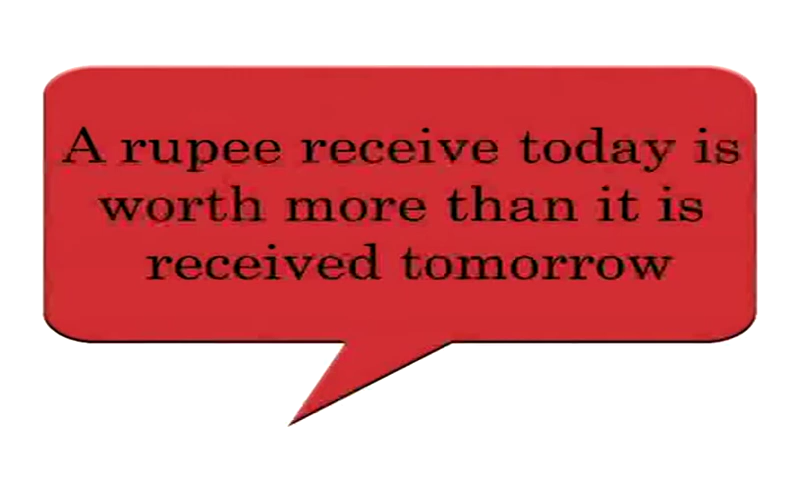 A rupee receive today is
worth more than it is
received tomorrow